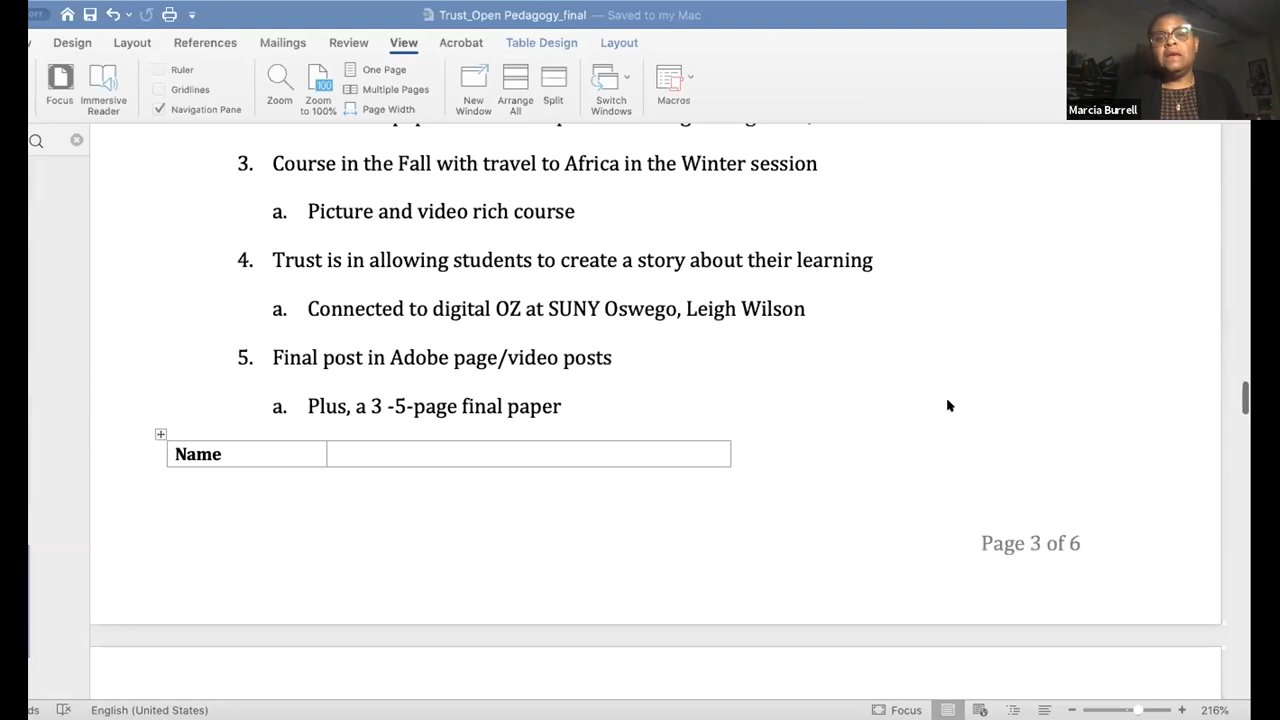 Trust_Open Pedagogy_final — Saved to my Mac
Design Layout References Mailings Review View Acrobat Table Design Layout
Focus
Immersive Reader
Ruler
Gridlines
Navigation Pane
Zoom
Zoom to 100%
One Page
Multiple Pages
Page Width
New Window
Arrange All
Split
Switch Windows
Macros
Marcia Burrell
3. Course in the Fall with travel to Africa in the Winter session
a. Picture and video rich course
4. Trust is in allowing students to create a story about their learning
a. Connected to digital OZ at SUNY Oswego, Leigh Wilson
5. Final post in Adobe page/video posts
a. Plus, a 3 -5-page final paper
Name
Page 3 of 6
English (United States)
Focus
216%